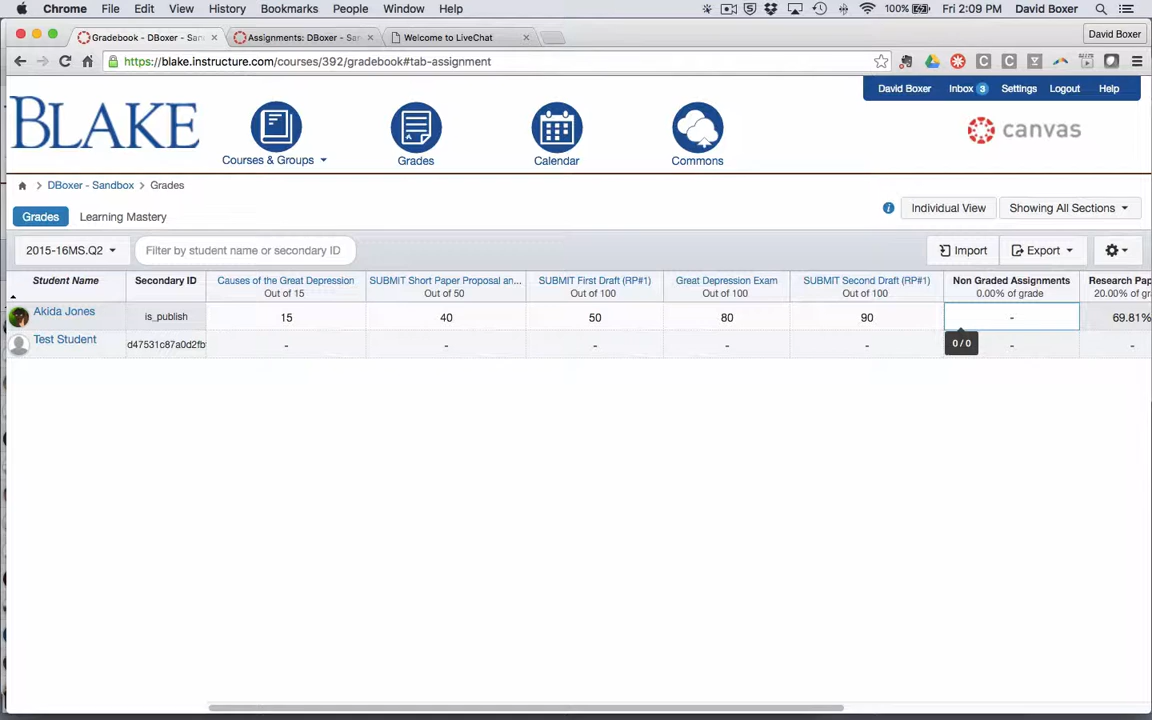 Chrome File Edit View History Bookmarks People Window Help 100% Fri 2:09 PM David Boxer
Gradebook - DBoxer - San Assignments: DBoxer - Sa Welcome to LiveChat David Boxer
https://blake.instructure.com/courses/392/gradebook#tab-assignment
David Boxer Inbox 3 Settings Logout Help
BLAKE
Courses & Groups Grades Calendar Commons
canvas
DBoxer - Sandbox > Grades
Grades Learning Mastery
Individual View Showing All Sections
2015-16MS.Q2 Filter by student name or secondary ID Import Export
Student Name Secondary ID Causes of the Great Depression SUBMIT Short Paper Proposal an... SUBMIT First Draft (RP#1) Great Depression Exam SUBMIT Second Draft (RP#1) Non Graded Assignments Research Pap
Out of 15 Out of 50 Out of 100 Out of 100 Out of 100 0.00% of grade 20.00% of grade
Akida Jones is_publish 15 40 50 80 90 - 69.81%
Test Student d47531c87a0d2fb - - - - - - -
0 / 0